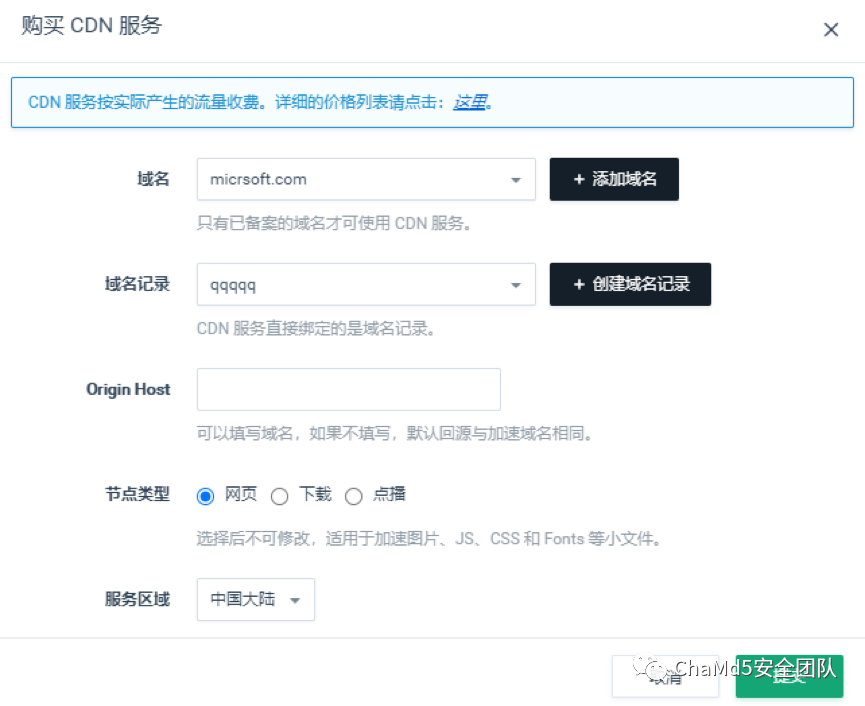 购买 CDN 服务
CDN 服务按实际产生的流量收费。详细的价格列表请点击：这里。
域名 micrsoft.com + 添加域名
只有已备案的域名才可使用 CDN 服务。
域名记录 qqqqq + 创建域名记录
CDN 服务直接绑定的是域名记录。
Origin Host
可以填写域名，如果不填写，默认回源与加速域名相同。
节点类型 网页 下载 点播
选择后不可修改，适用于加速图片、JS、CSS 和 Fonts 等小文件。
服务区域 中国大陆
取消 提交
ChaMd5安全团队